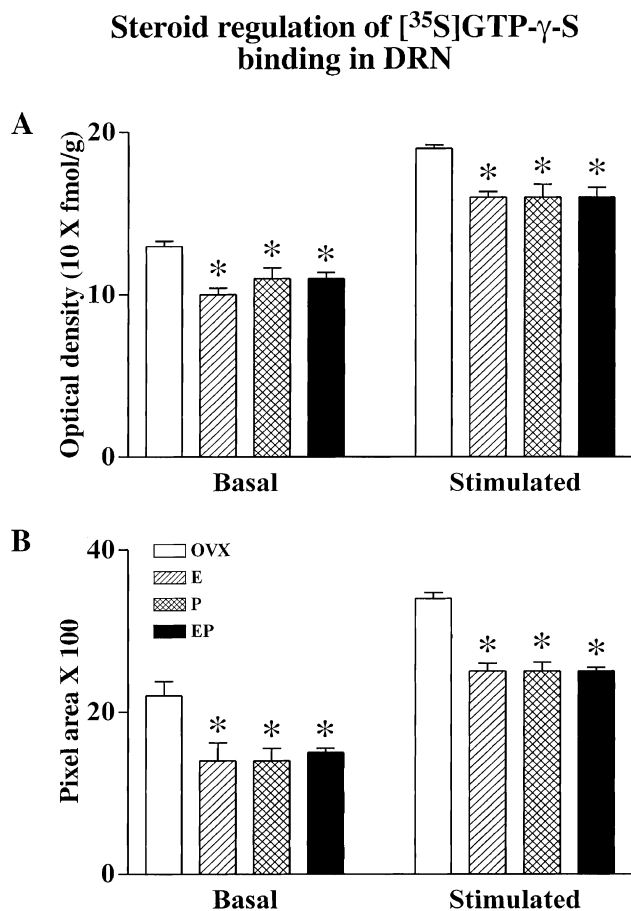 Steroid regulation of [³⁵S]GTP-γ-S
binding in DRN
A
Optical density (10 X fmol/g)
20
10
0
* * * * * *
Basal Stimulated
B
Pixel area X 100
40
20
0
OVX
E
P
EP
* * * * * *
Basal Stimulated